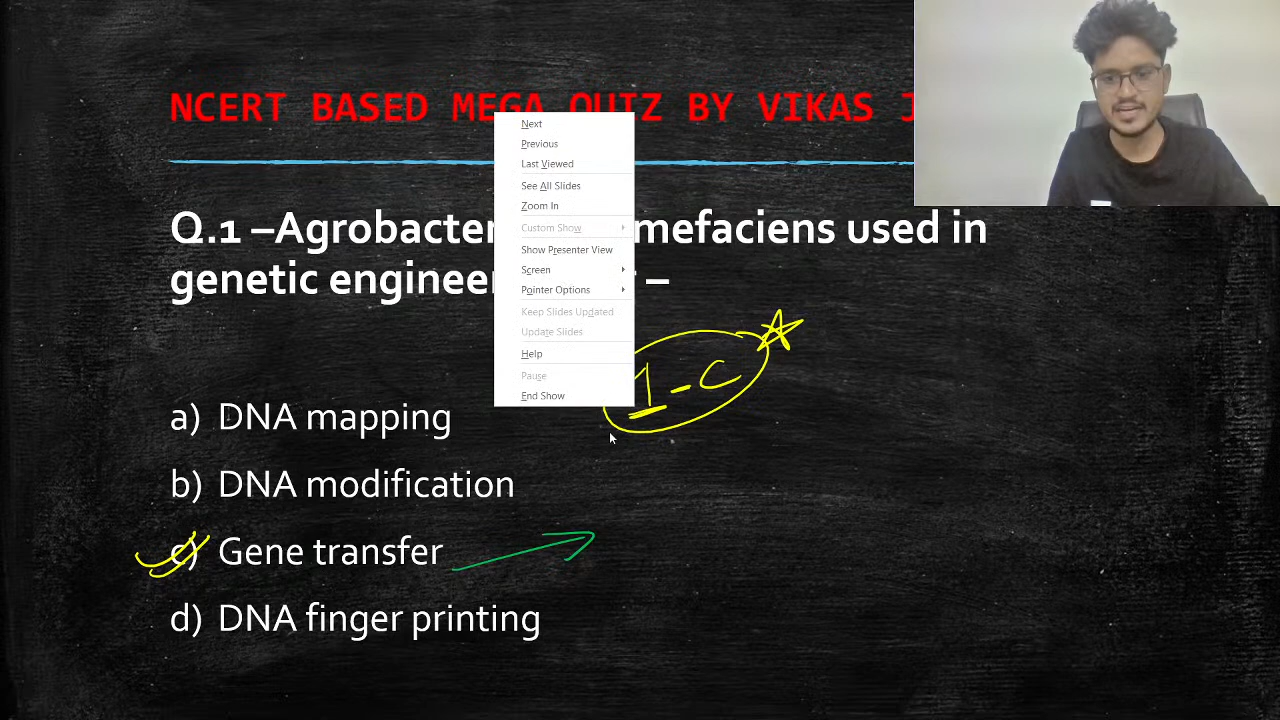 NCERT BASED MEGA QUIZ BY VIKAS
Next
Previous
Last Viewed
See All Slides
Zoom In
Custom Show
Show Presenter View
Screen
Pointer Options
Keep Slides Updated
Update Slides
Help
Pause
End Show
Q.1 –Agrobacter mefaciens used in
genetic enginee –
1-C
a) DNA mapping
b) DNA modification
c) Gene transfer
d) DNA finger printing